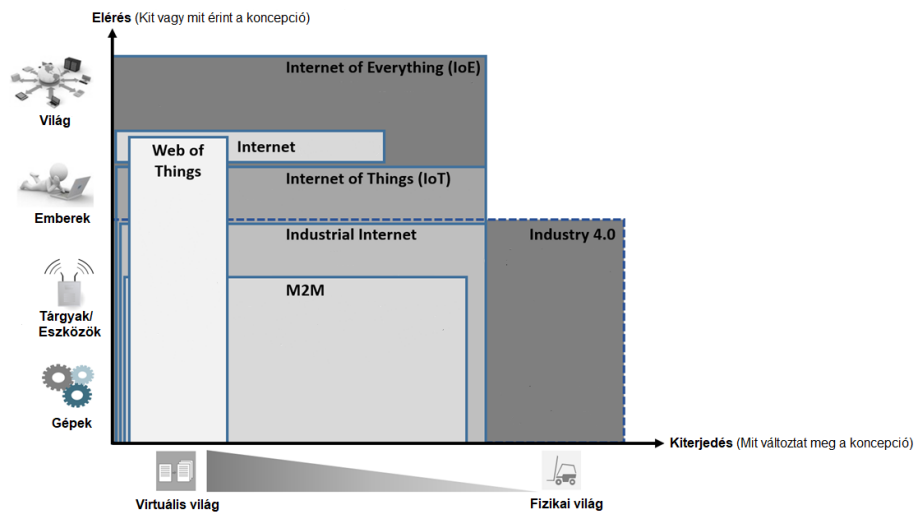 Elérés (Kit vagy mit érint a koncepció)
Internet of Everything (IoE)
Világ
Internet
Web of
Things
Internet of Things (IoT)
Emberek
Industrial Internet
Industry 4.0
M2M
Tárgyak/
Eszközök
Gépek
Kiterjedés (Mit változtat meg a koncepció)
Virtuális világ
Fizikai világ